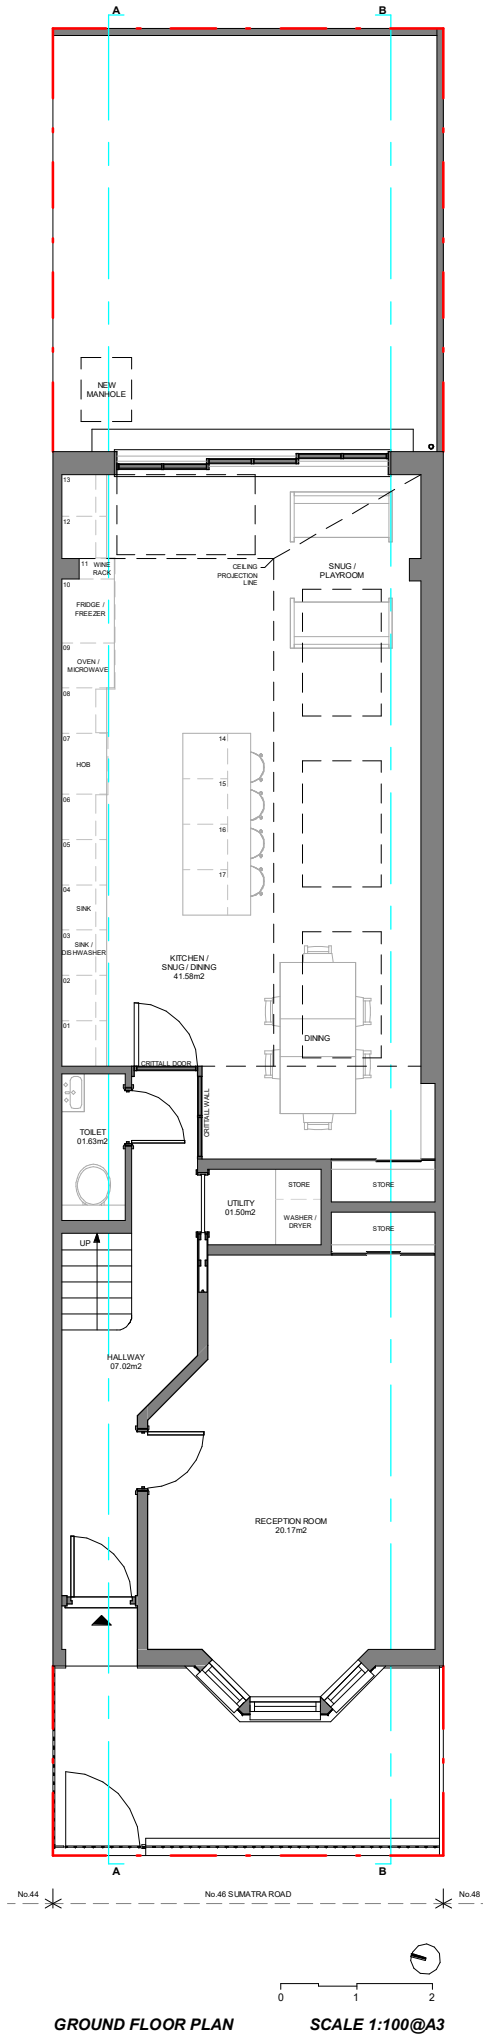 A B
NEW
MANHOLE
13
12
11 WINE
RACK
10
FRIDGE /
FREEZER
CEILING
PROJECTION
LINE
SNUG /
PLAYROOM
09
OVEN /
MICROWAVE
08
07
HOB
06
05
04
SINK
03
SINK /
DISHWASHER
02
01
14
15
16
17
KITCHEN /
SNUG / DINING
41.58m2
DINING
CRITTALL DOOR
CRITTALL WALL
TOILET
01.63m2
UTILITY
01.50m2
STORE
WASHER /
DRYER
STORE
STORE
UP
HALLWAY
07.02m2
RECEPTION ROOM
20.17m2
A B
No.44 No.46 SUMATRA ROAD No.48
0 1 2
GROUND FLOOR PLAN SCALE 1:100@A3